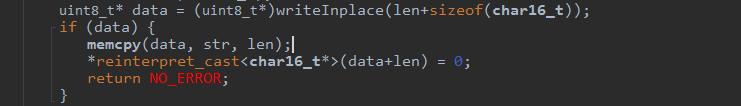 uint8_t* data = (uint8_t*)writeInplace(len+sizeof(char16_t));
if (data) {
memcpy(data, str, len);
*reinterpret_cast<char16_t*>(data+len) = 0;
return NO_ERROR;
}